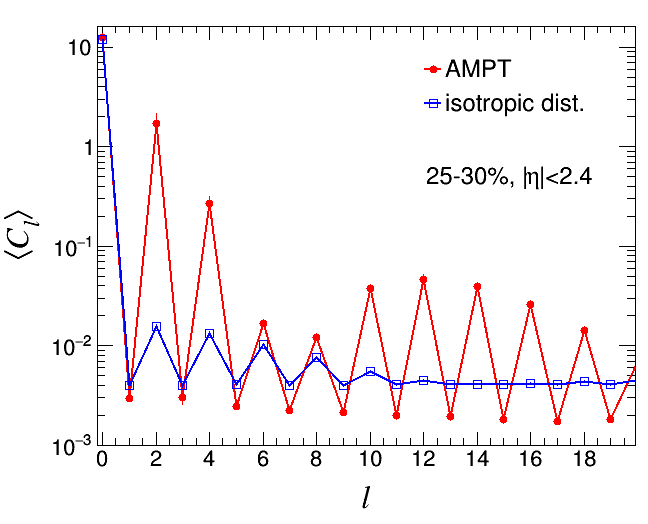 10
AMPT
isotropic dist.
1
25-30%, |η|<2.4
⟨C_l⟩
10⁻¹
10⁻²
10⁻³
0 2 4 6 8 10 12 14 16 18
l